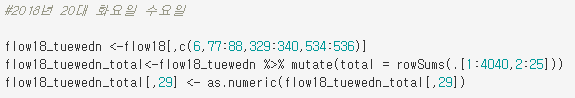 #2018년 20대 화요일 수요일
flow18_tuewedn <-flow18[,c(6,77:88,329:340,534:536)]
flow18_tuewedn_total<-flow18_tuewedn %>% mutate(total = rowSums(.[1:4040,2:25]))
flow18_tuewedn_total[,29] <- as.numeric(flow18_tuewedn_total[,29])